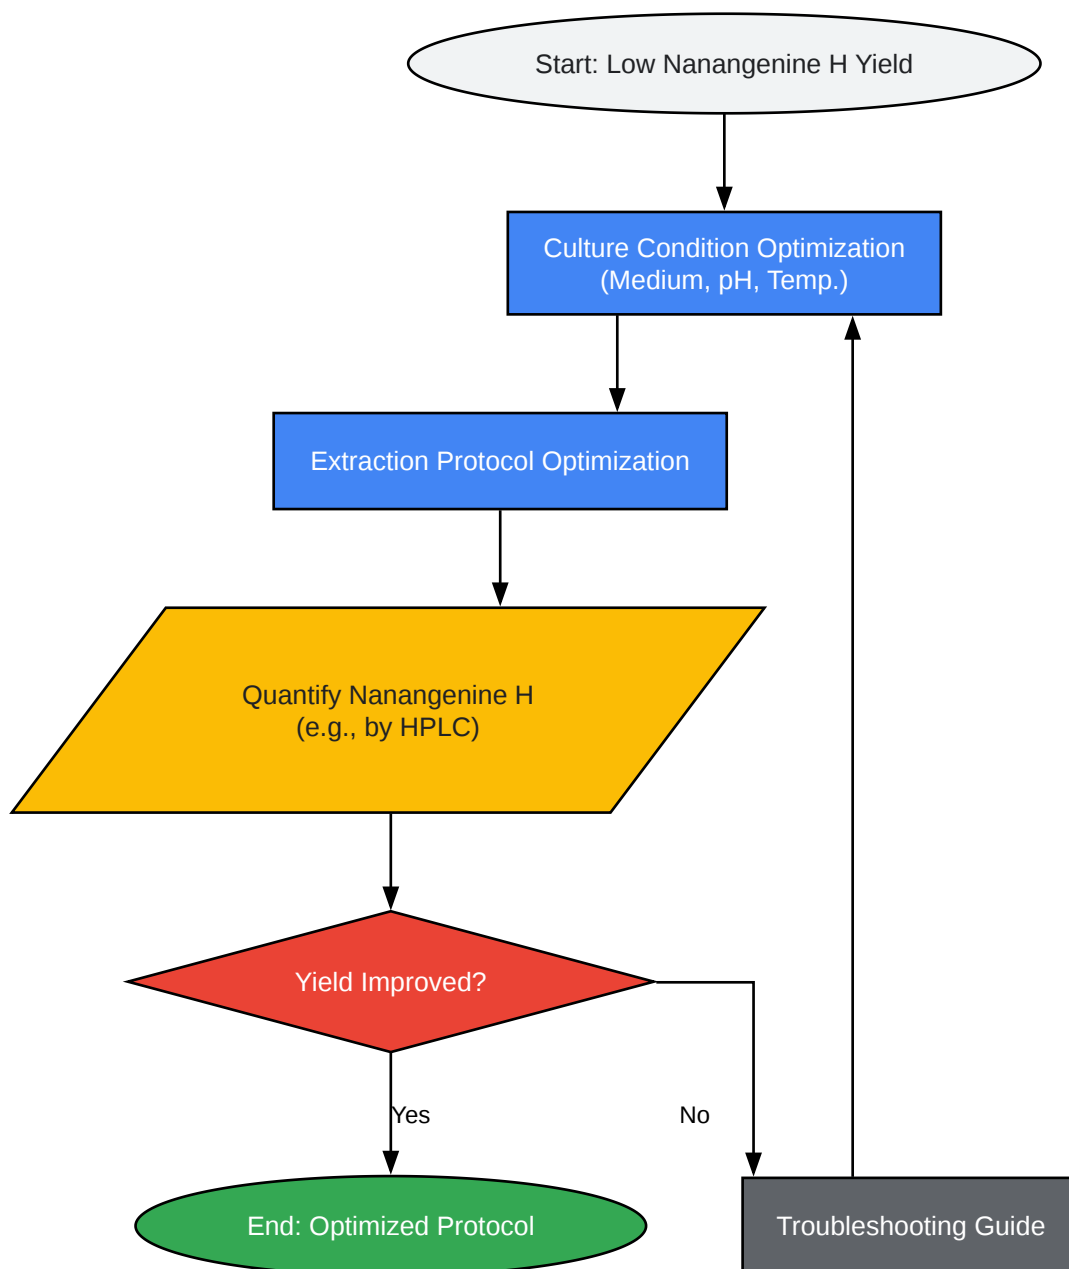 Start: Low Nanangenine H Yield
Culture Condition Optimization
(Medium, pH, Temp.)
Extraction Protocol Optimization
Quantify Nanangenine H
(e.g., by HPLC)
Yield Improved?
Yes
No
End: Optimized Protocol
Troubleshooting Guide